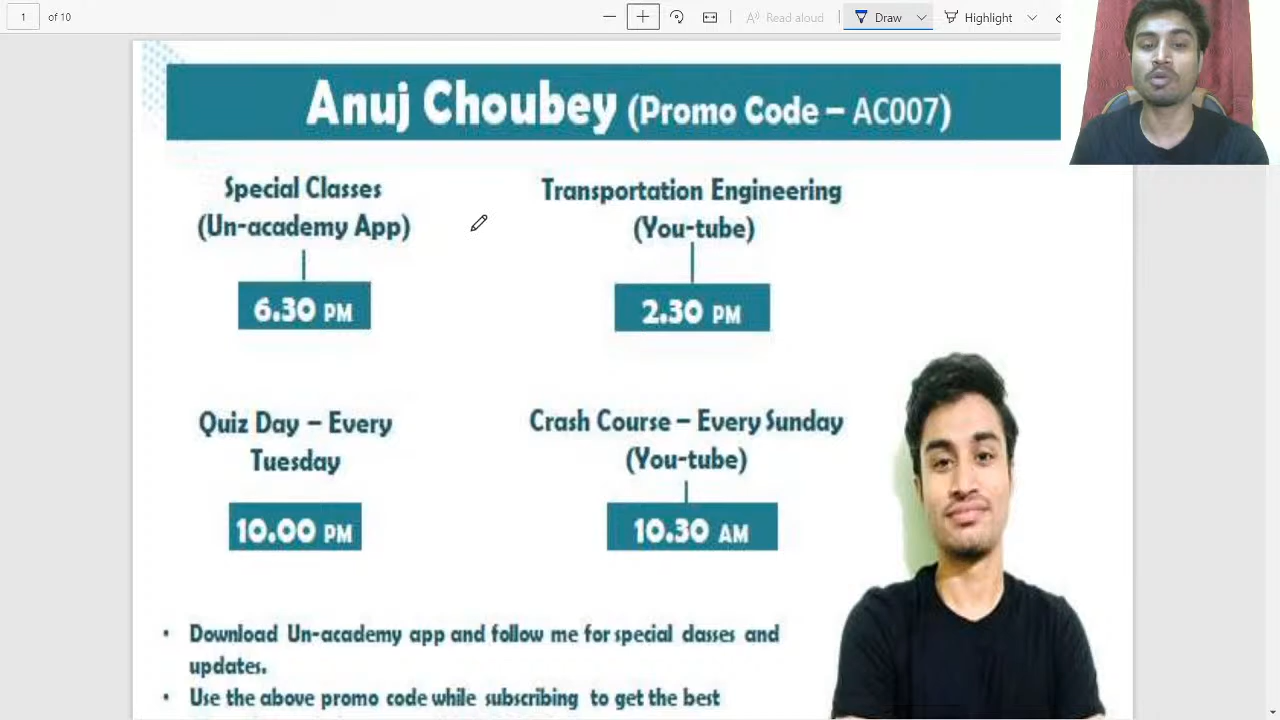 1 of 10
Read aloud
Draw
Highlight
Anuj Choubey (Promo Code – AC007)
Special Classes
(Un-academy App)
6.30 PM
Transportation Engineering
(You-tube)
2.30 PM
Quiz Day – Every
Tuesday
10.00 PM
Crash Course – Every Sunday
(You-tube)
10.30 AM
• Download Un-academy app and follow me for special classes and
updates.
• Use the above promo code while subscribing to get the best